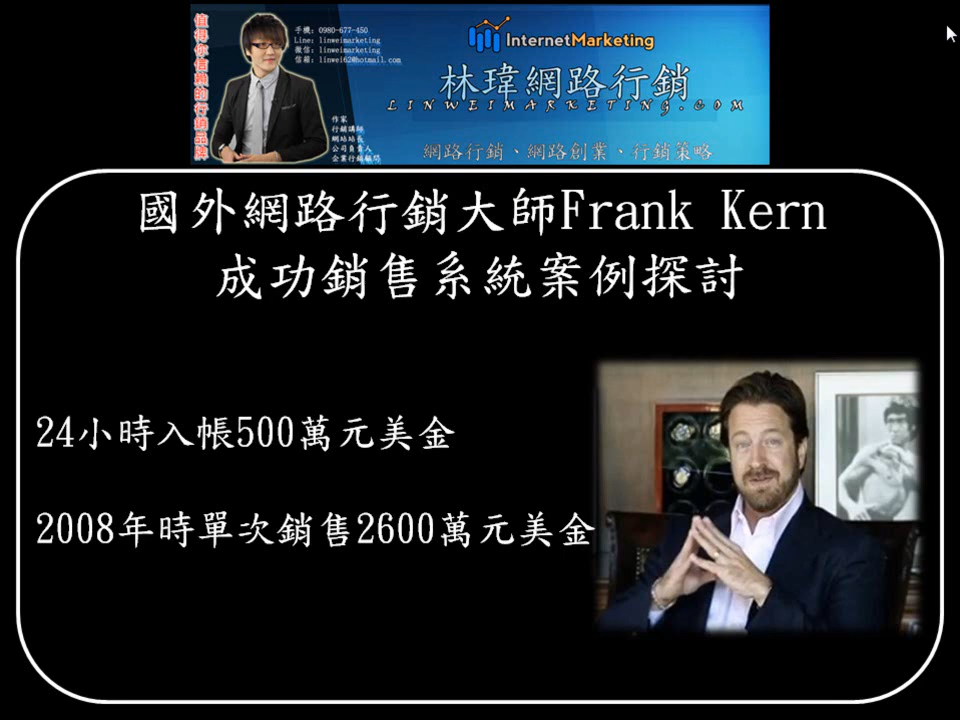 值得你信賴的行銷品牌
手機: 0980-677-450
Line: linweimarketing
微信: linweimarketing
信箱: linwei62@hotmail.com
作家
行銷講師
網站站長
公司負責人
企業行銷顧問
InternetMarketing
林瑋網路行銷
LINWEIMARKETING.COM
網路行銷、網路創業、行銷策略
國外網路行銷大師Frank Kern
成功銷售系統案例探討
24小時入帳500萬元美金
2008年時單次銷售2600萬元美金